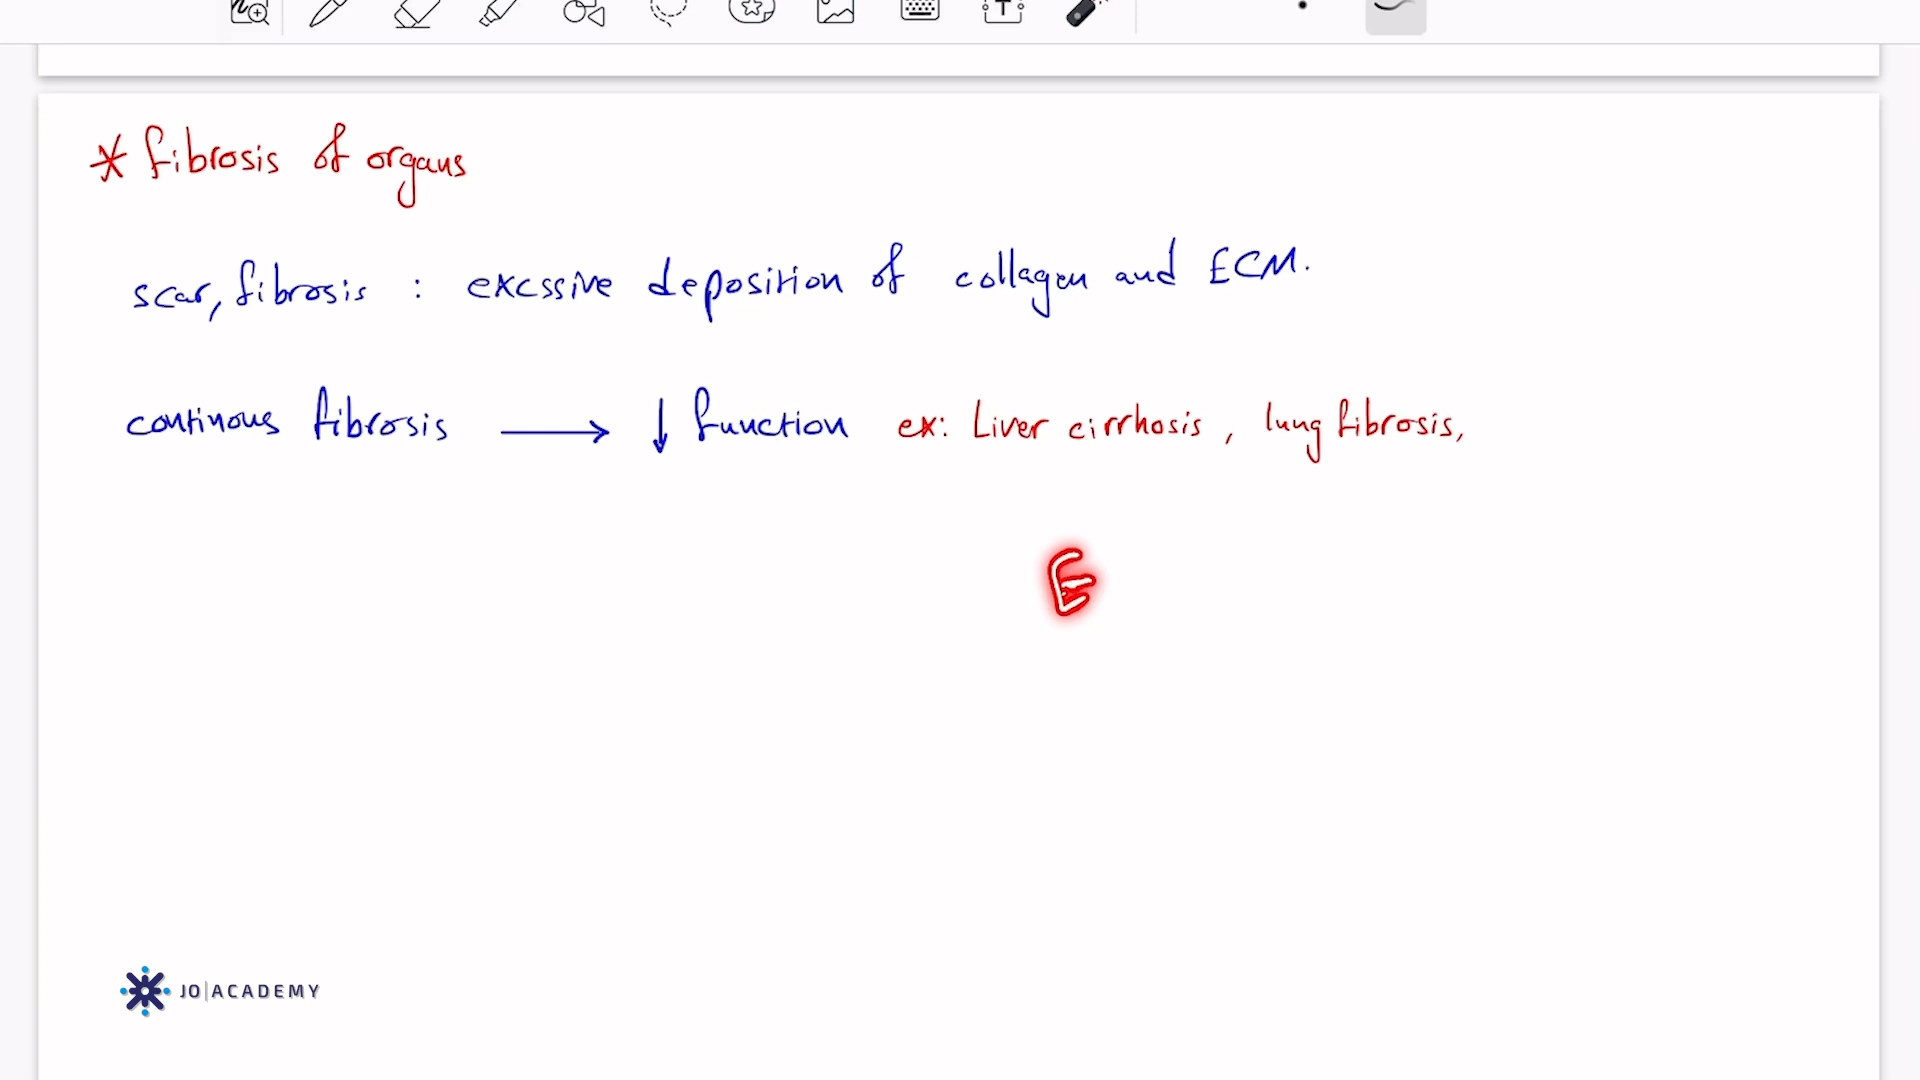 * fibrosis of organs
scar, fibrosis : excssive deposition of collagen and ECM.
continous fibrosis → ↓ function ex: Liver cirrhosis, lung fibrosis,
E
JO|ACADEMY